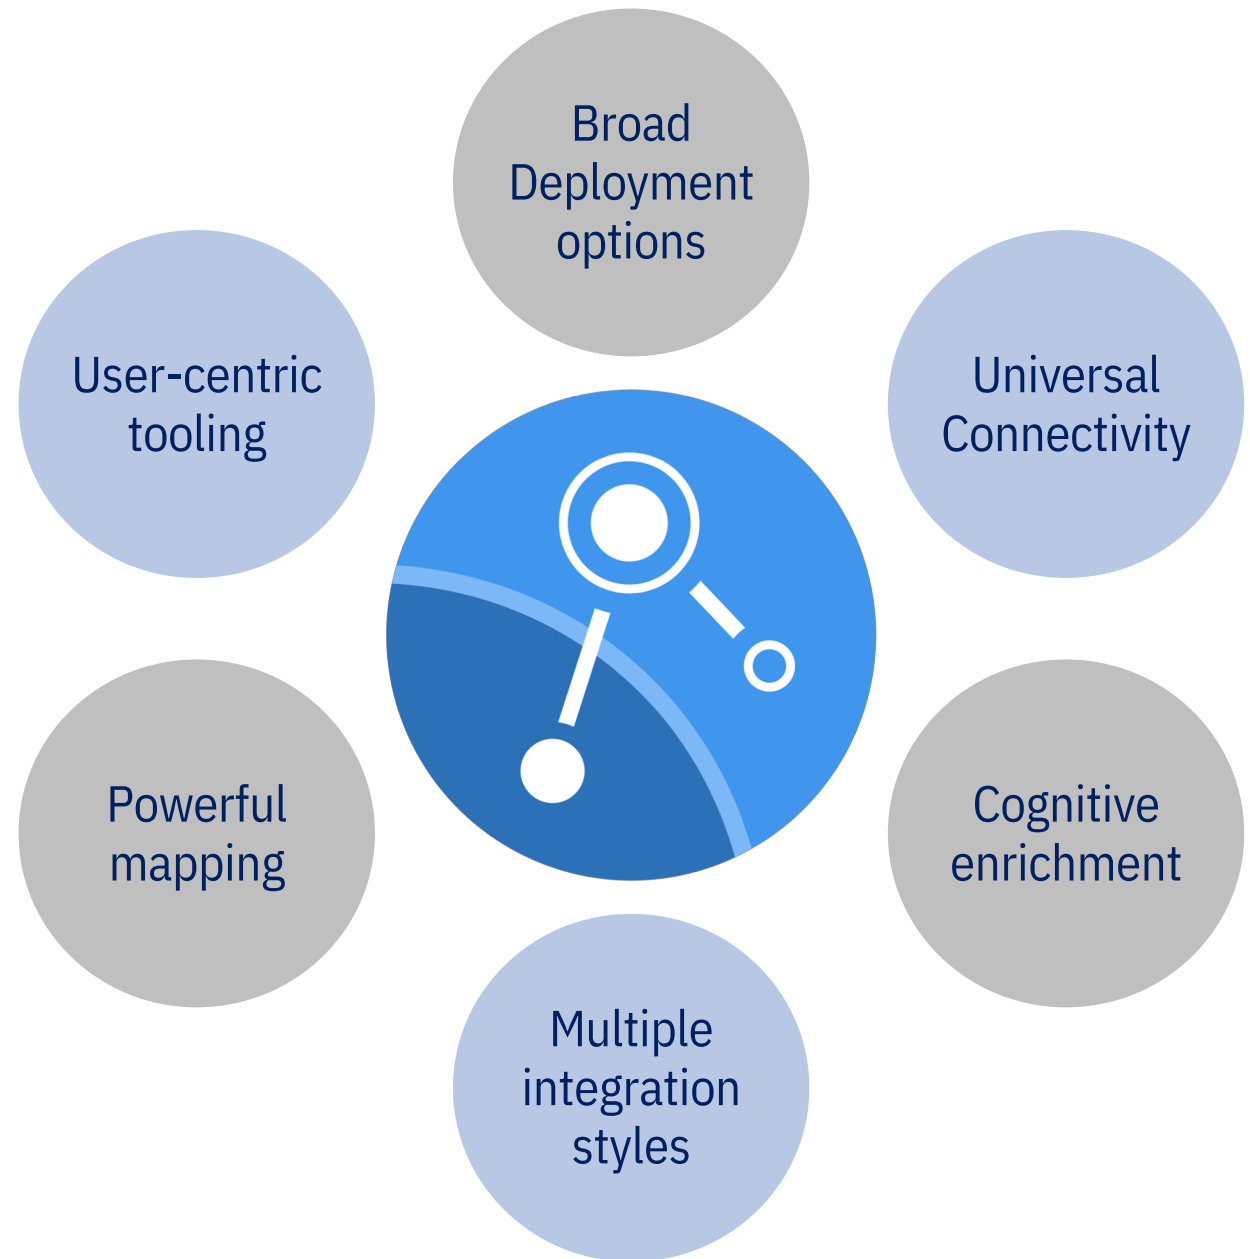 Broad
Deployment
options
User-centric
tooling
Universal
Connectivity
Powerful
mapping
Cognitive
enrichment
Multiple
integration
styles